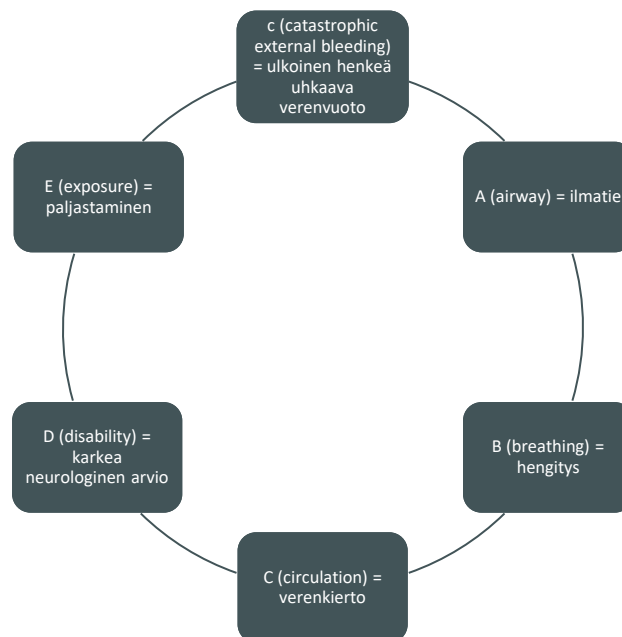 c (catastrophic
external bleeding)
= ulkoinen henkeä
uhkaava
verenvuoto
A (airway) = ilmatie
B (breathing) =
hengitys
C (circulation) =
verenkierto
D (disability) =
karkea
neurologinen arvio
E (exposure) =
paljastaminen